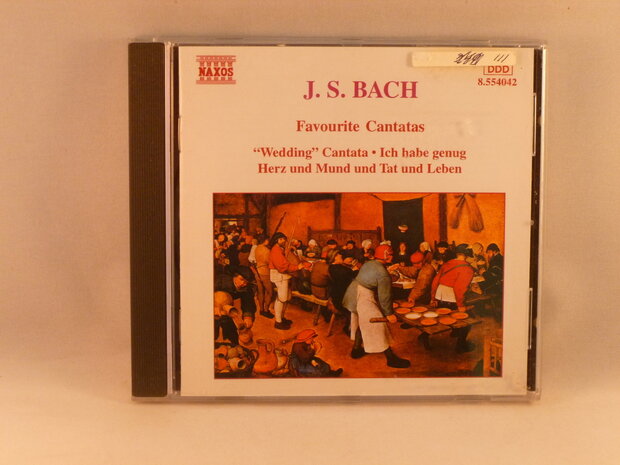 NAXOS
DDD
8.554042
J. S. BACH
Favourite Cantatas
“Wedding” Cantata • Ich habe genug
Herz und Mund und Tat und Leben